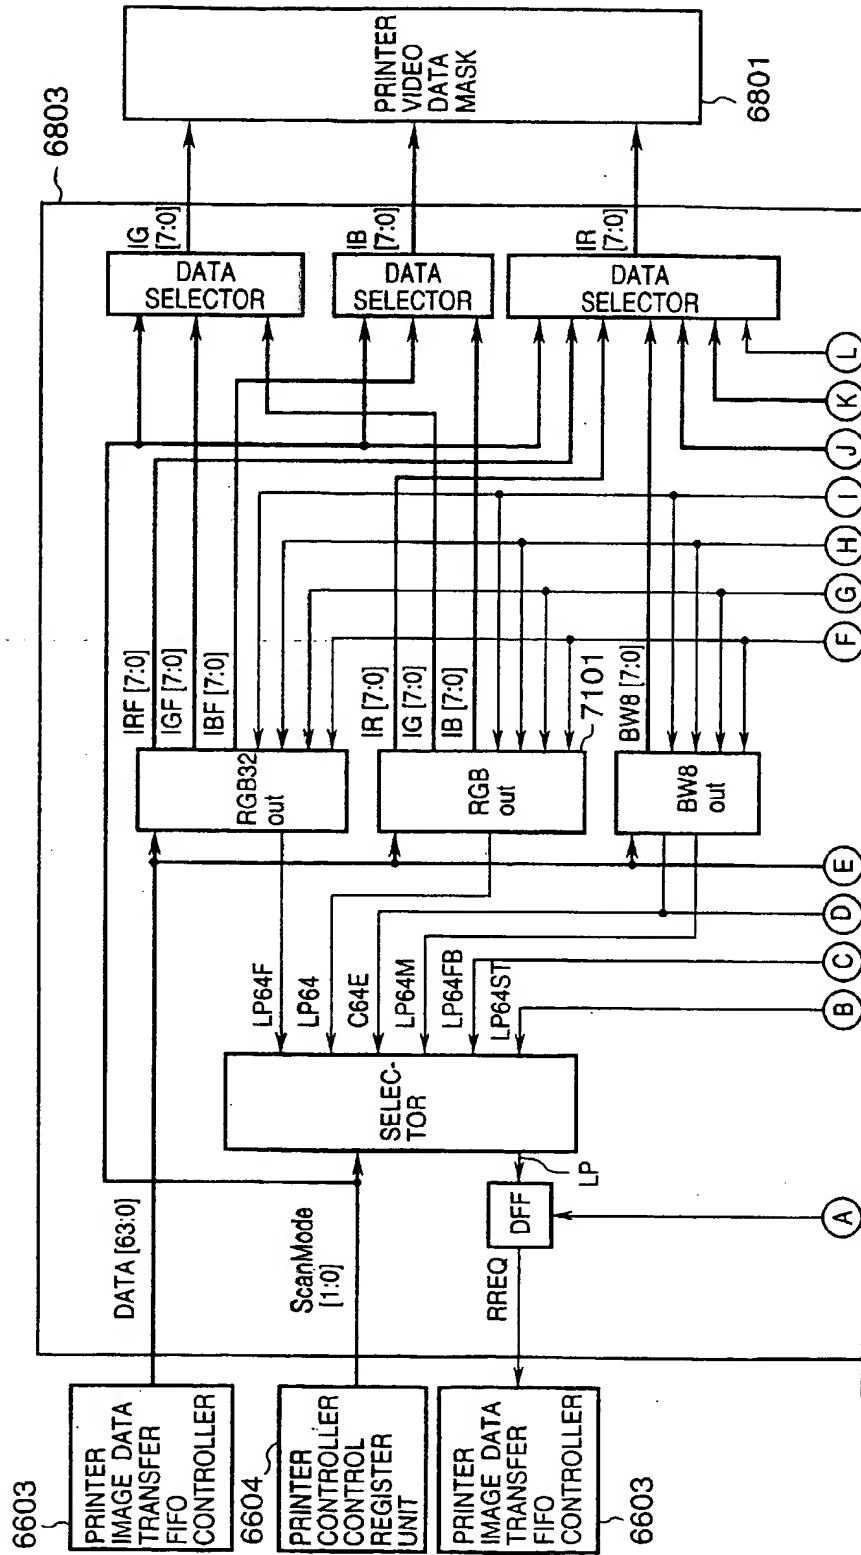 6603
PRINTER
IMAGE DATA
TRANSFER
FIFO
CONTROLLER
6604
PRINTER
CONTROLLER
CONTROL
REGISTER
UNIT
PRINTER
IMAGE DATA
TRANSFER
FIFO
CONTROLLER
6603
DATA [63:0]
ScanMode
[1:0]
RREQ
DFF
LP
A
SELEC-
TOR
LP64F
LP64
C64E
LP64M
LP64FB
LP64ST
B
C
D
E
RGB32
out
RGB
out
7101
BW8
out
IRF [7:0]
IGF [7:0]
IBF [7:0]
IR [7:0]
IG [7:0]
IB [7:0]
BW8 [7:0]
F
G
H
I
J
K
L
DATA
SELECTOR
DATA
SELECTOR
DATA
SELECTOR
IG
[7:0]
IB
[7:0]
IR
[7:0]
6803
PRINTER
VIDEO
DATA
MASK
6801